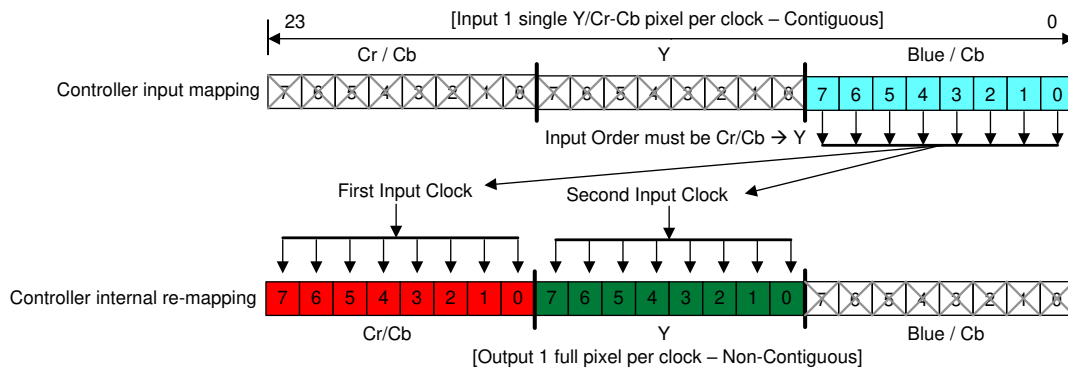 [Input 1 single Y/Cr-Cb pixel per clock – Contiguous]
23 0
Cr / Cb Y Blue / Cb
Controller input mapping 7 6 5 4 3 2 1 0 7 6 5 4 3 2 1 0 7 6 5 4 3 2 1 0
Input Order must be Cr/Cb → Y
First Input Clock Second Input Clock
Controller internal re-mapping 7 6 5 4 3 2 1 0 7 6 5 4 3 2 1 0 7 6 5 4 3 2 1 0
Cr/Cb Y Blue / Cb
[Output 1 full pixel per clock – Non-Contiguous]